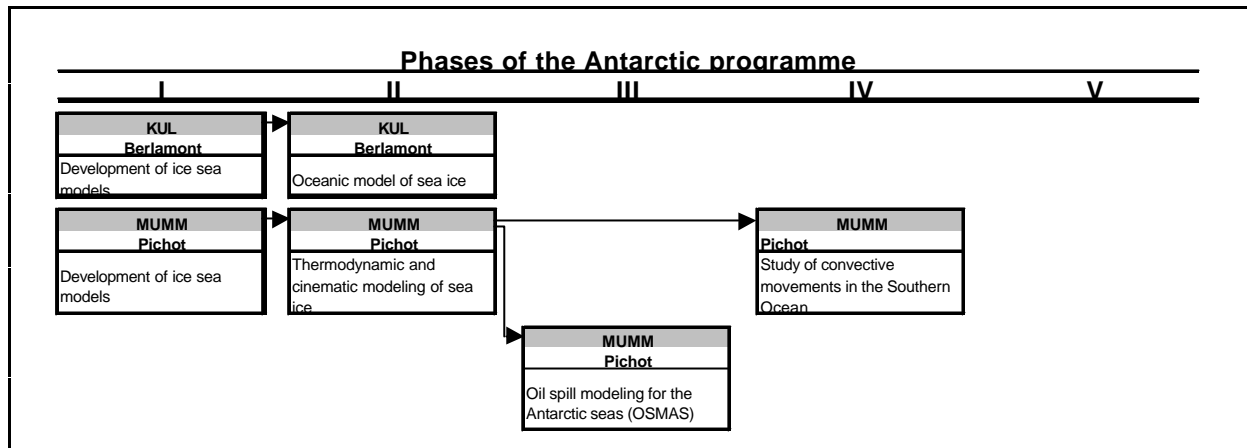 Phases of the Antarctic programme
I II III IV V
KUL
Berlamont
Development of ice sea
models
KUL
Berlamont
Oceanic model of sea ice
MUMM
Pichot
Development of ice sea
models
MUMM
Pichot
Thermodynamic and
cinematic modeling of sea
ice
MUMM
Pichot
Study of convective
movements in the Southern
Ocean
MUMM
Pichot
Oil spill modeling for the
Antarctic seas (OSMAS)